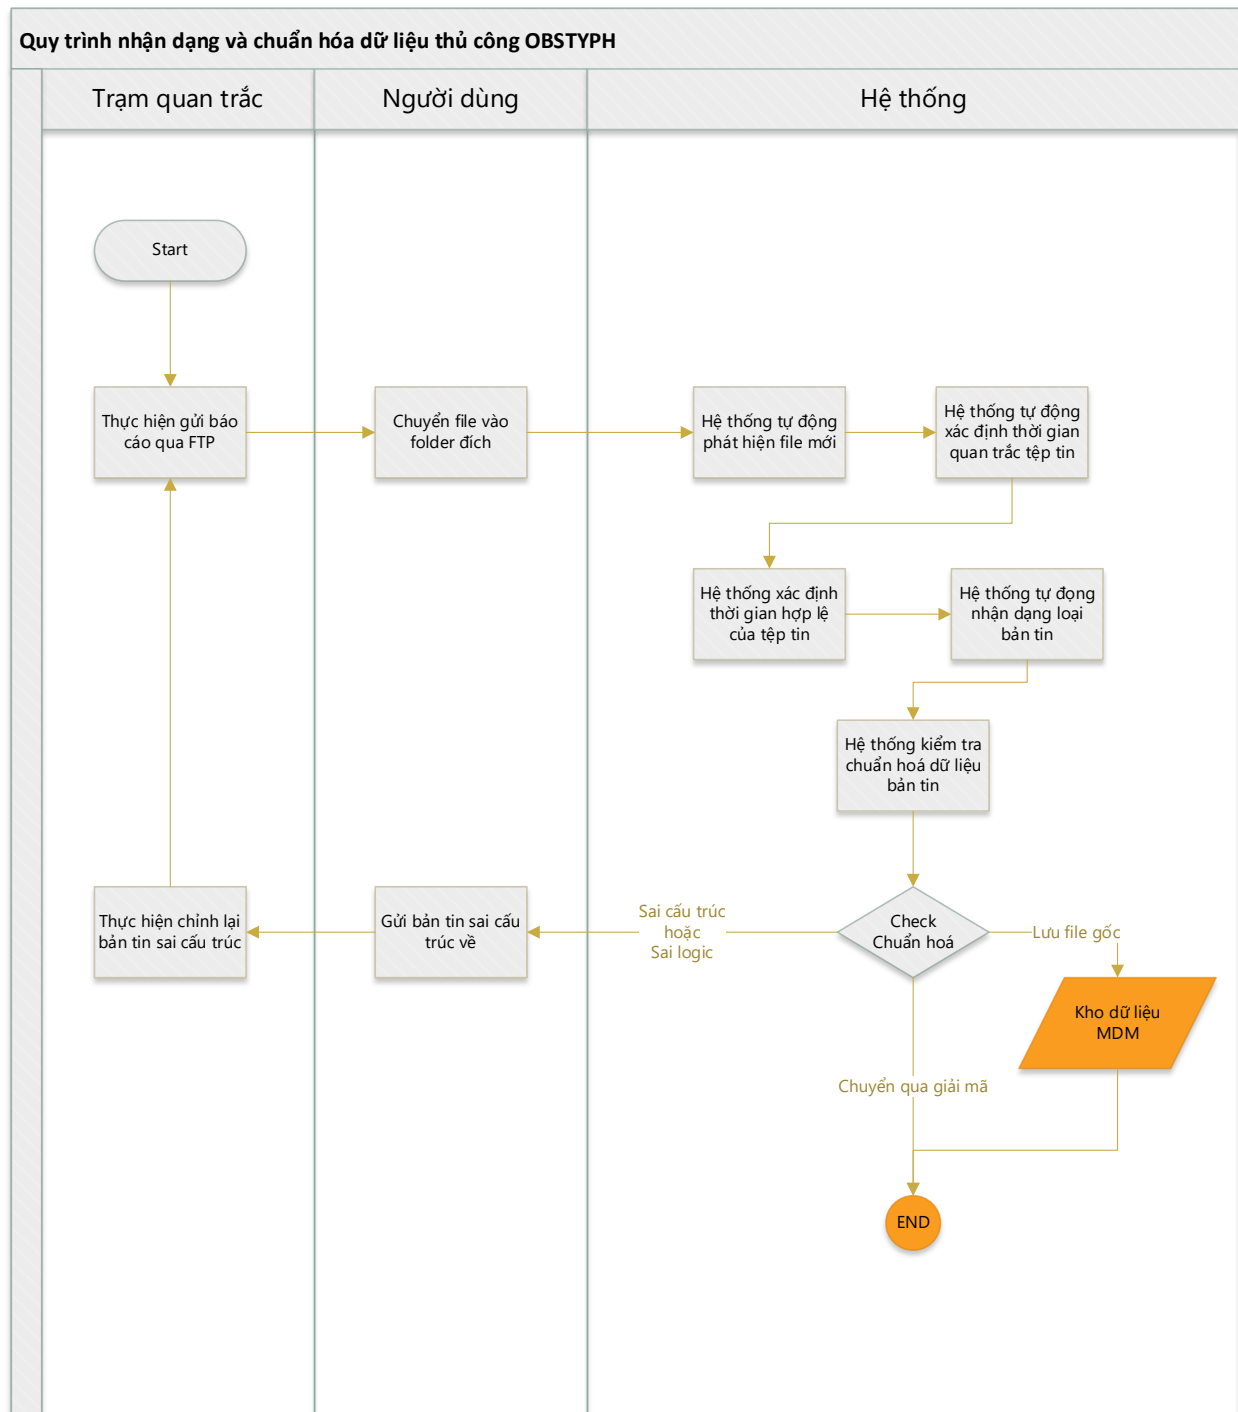 Quy trình nhận dạng và chuẩn hóa dữ liệu thủ công OBSTYPH
Trạm quan trắc
Người dùng
Hệ thống
Start
Thực hiện gửi báo
cáo qua FTP
Chuyển file vào
folder đích
Hệ thống tự động
phát hiện file mới
Hệ thống tự động
xác định thời gian
quan trắc tệp tin
Hệ thống xác định
thời gian hợp lệ
của tệp tin
Hệ thống tự đọng
nhận dạng loại
bản tin
Hệ thống kiểm tra
chuẩn hoá dữ liệu
bản tin
Thực hiện chỉnh lại
bản tin sai cấu trúc
Gửi bản tin sai cấu
trúc về
Sai cấu trúc
hoặc
Sai logic
Check
Chuẩn hoá
Lưu file gốc
Kho dữ liệu
MDM
Chuyển qua giải mã
END